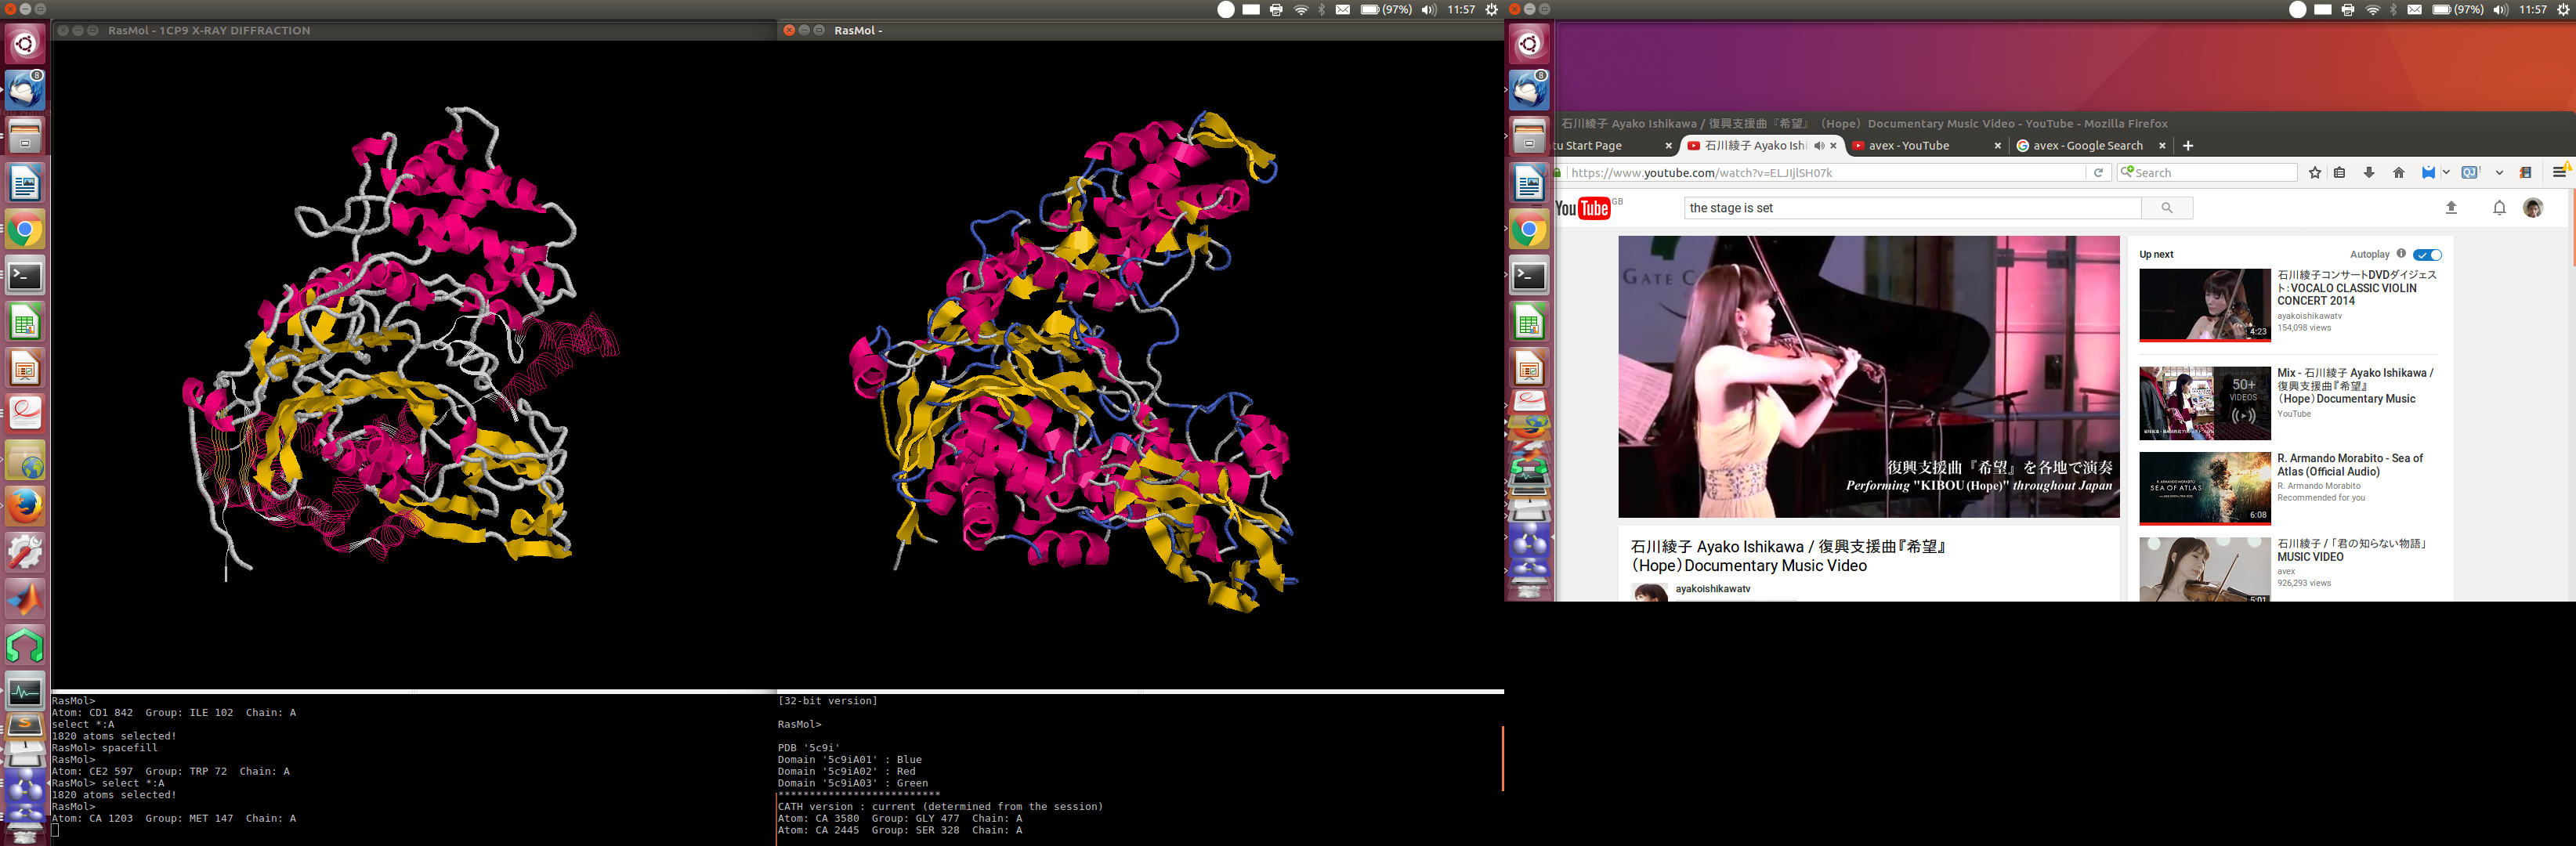 (97%) 11:57
RasMol - 1CP9 X-RAY DIFFRACTION
RasMol -
8
RasMol>
Atom: CD1 842 Group: ILE 102 Chain: A
select *:A
1820 atoms selected!
RasMol> spacefill
RasMol>
Atom: CE2 597 Group: TRP 72 Chain: A
RasMol> select *:A
1820 atoms selected!
RasMol>
Atom: CA 1203 Group: MET 147 Chain: A
[32-bit version]
RasMol>
PDB '5c9i'
Domain '5c9iA01' : Blue
Domain '5c9iA02' : Red
Domain '5c9iA03' : Green
**************************
CATH version : current (determined from the session)
Atom: CA 3580 Group: GLY 477 Chain: A
Atom: CA 2445 Group: SER 328 Chain: A
(97%) 11:57
8
石川綾子 Ayako Ishikawa / 復興支援曲『希望』（Hope）Documentary Music Video - YouTube - Mozilla Firefox
tu Start Page
石川綾子 Ayako Ishi
avex - YouTube
avex - Google Search
https://www.youtube.com/watch?v=ELJIjlSH07k
Search
YouTube GB
the stage is set
GATE C
復興支援曲『希望』を各地で演奏
Performing "KIBOU (Hope)" throughout Japan
石川綾子 Ayako Ishikawa / 復興支援曲『希望』
（Hope）Documentary Music Video
ayakoishikawatv
Up next
Autoplay
石川綾子コンサートDVDダイジェス
ト：VOCALO CLASSIC VIOLIN
CONCERT 2014
ayakoishikawatv
154,098 views
4:23
Mix - 石川綾子 Ayako Ishikawa /
復興支援曲『希望』
（Hope）Documentary Music
YouTube
50+
VIDEOS
R. Armando Morabito - Sea of
Atlas (Official Audio)
R. Armando Morabito
Recommended for you
SEA OF ATLAS
6:08
石川綾子 /「君の知らない物語」
MUSIC VIDEO
avex
926,293 views
5:01